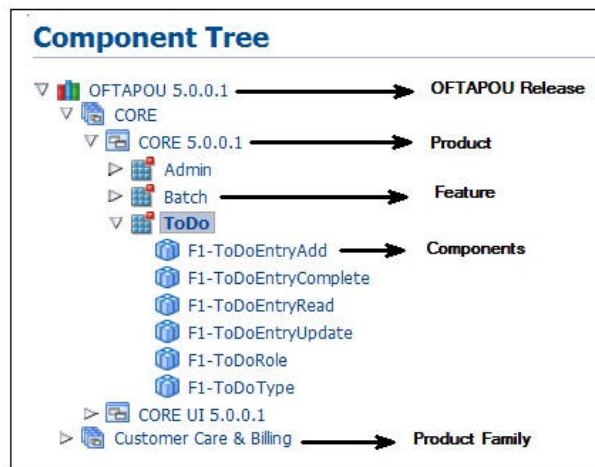 Component Tree
OFTAPOU 5.0.0.1 OFTAPOU Release
CORE
CORE 5.0.0.1 Product
Admin
Batch Feature
ToDo
F1-ToDoEntryAdd Components
F1-ToDoEntryComplete
F1-ToDoEntryRead
F1-ToDoEntryUpdate
F1-ToDoRole
F1-ToDoType
CORE UI 5.0.0.1
Customer Care & Billing Product Family